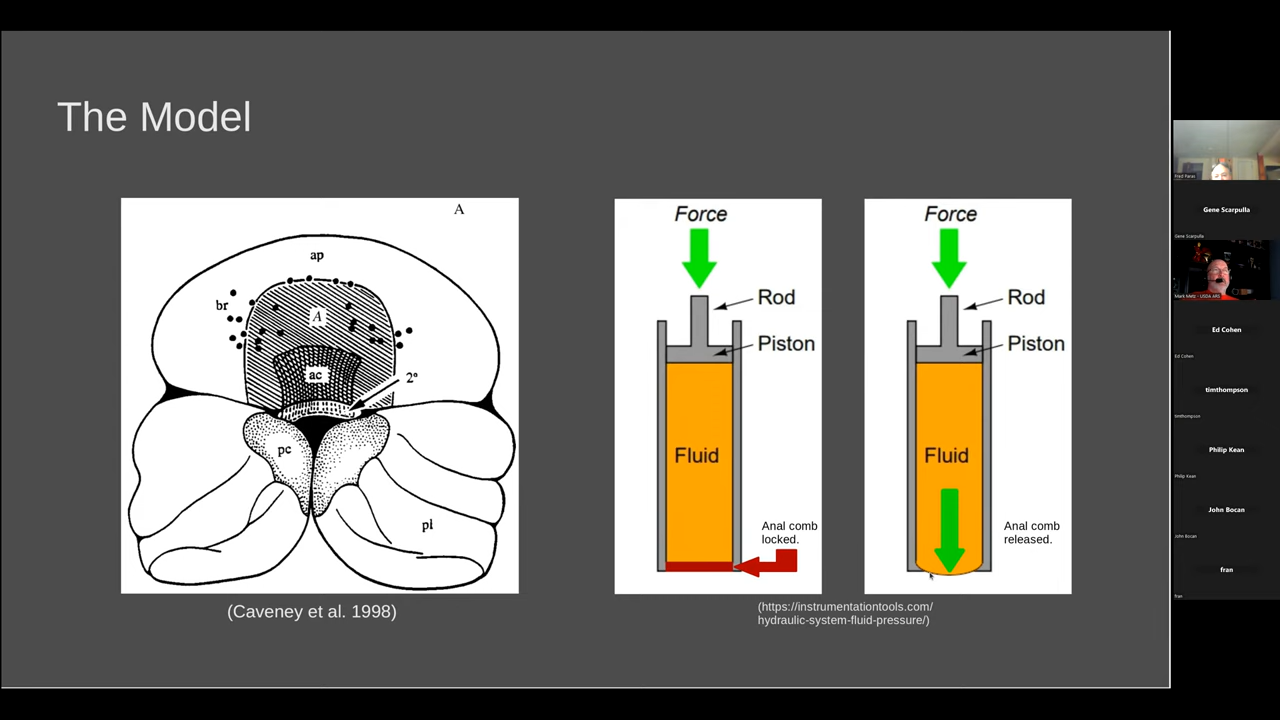 The Model
A
ap
br
A
ac
2°
pc
pl
(Caveney et al. 1998)
Force
Rod
Piston
Fluid
Anal comb
locked.
Force
Rod
Piston
Fluid
Anal comb
released.
(https://instrumentationtools.com/
hydraulic-system-fluid-pressure/)
Fred Paras
Gene Scarpulla
Gene Scarpulla
Mark Metz - USDA ARS
Ed Cohen
Ed Cohen
timthompson
timthompson
Philip Kean
Philip Kean
John Bocan
John Bocan
fran
fran